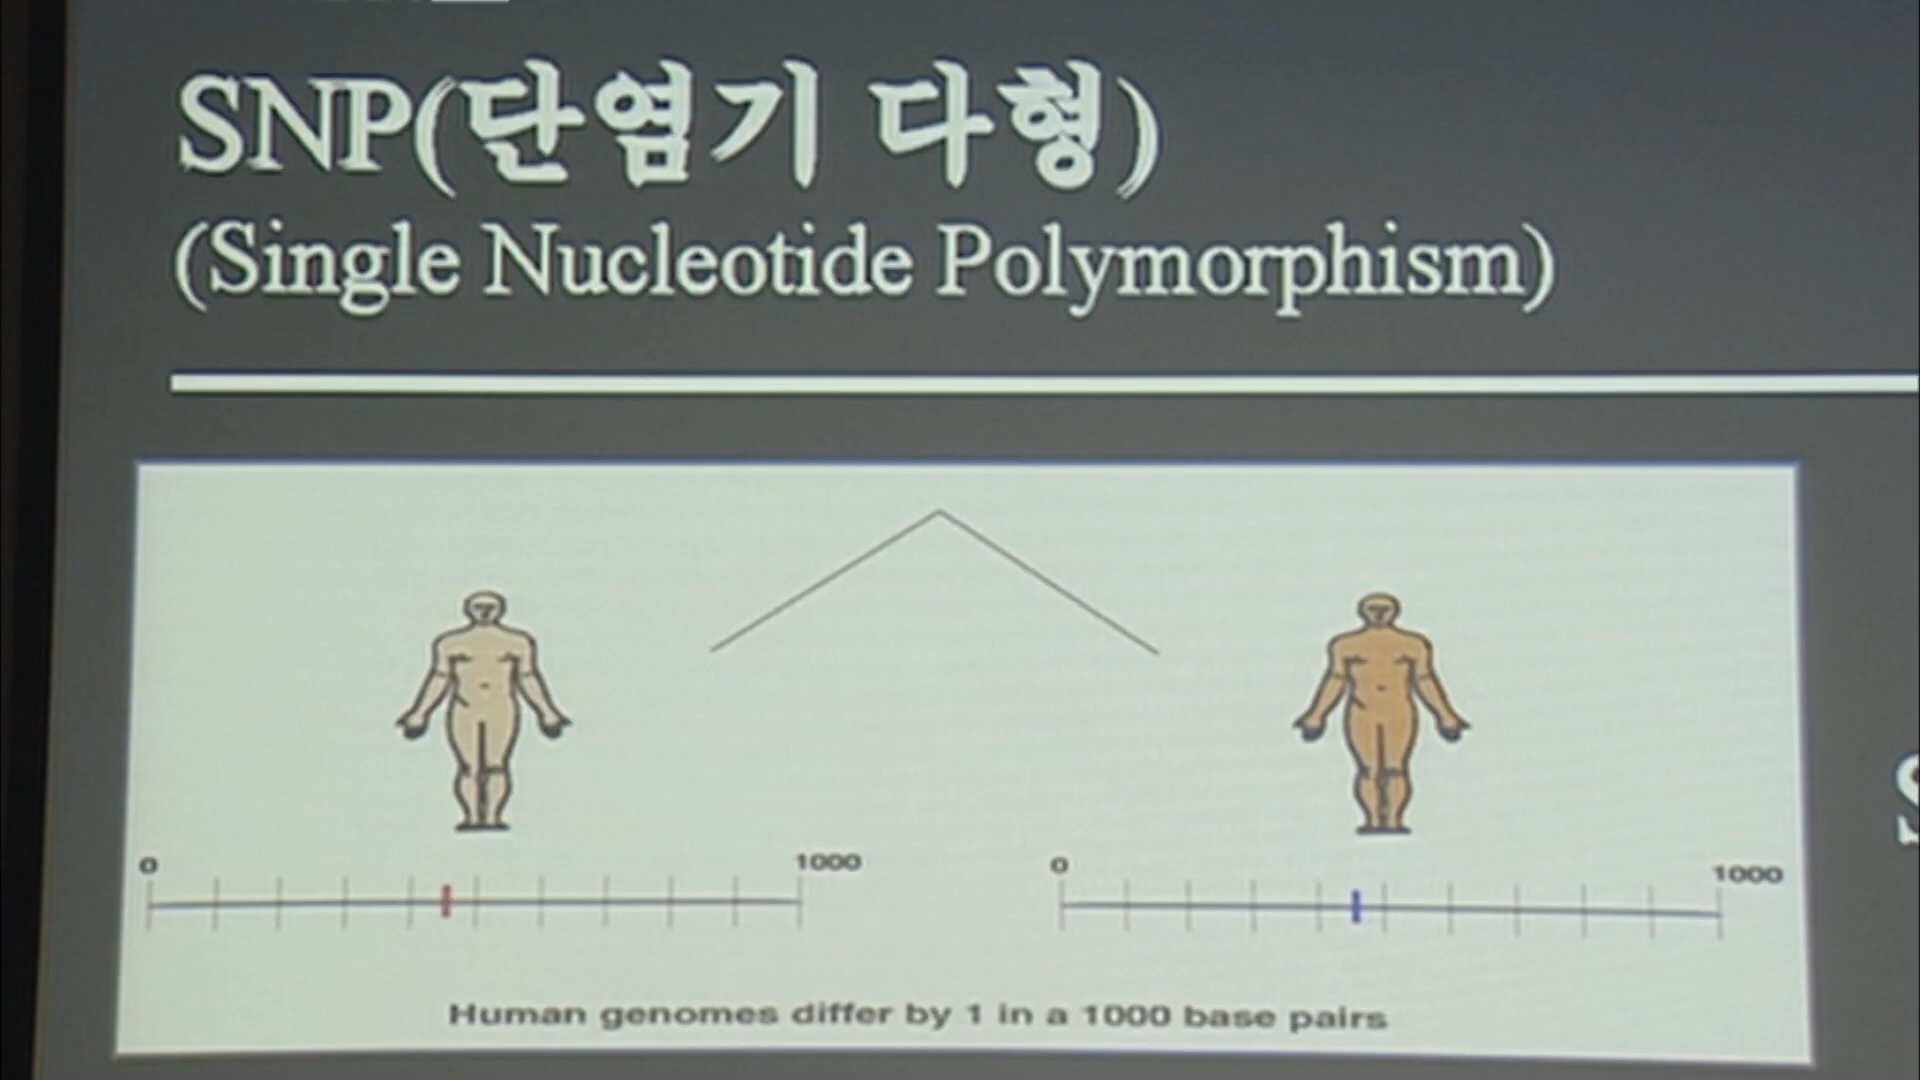 SNP(단염기 다형)
(Single Nucleotide Polymorphism)
0 1000 0 1000
Human genomes differ by 1 in a 1000 base pairs